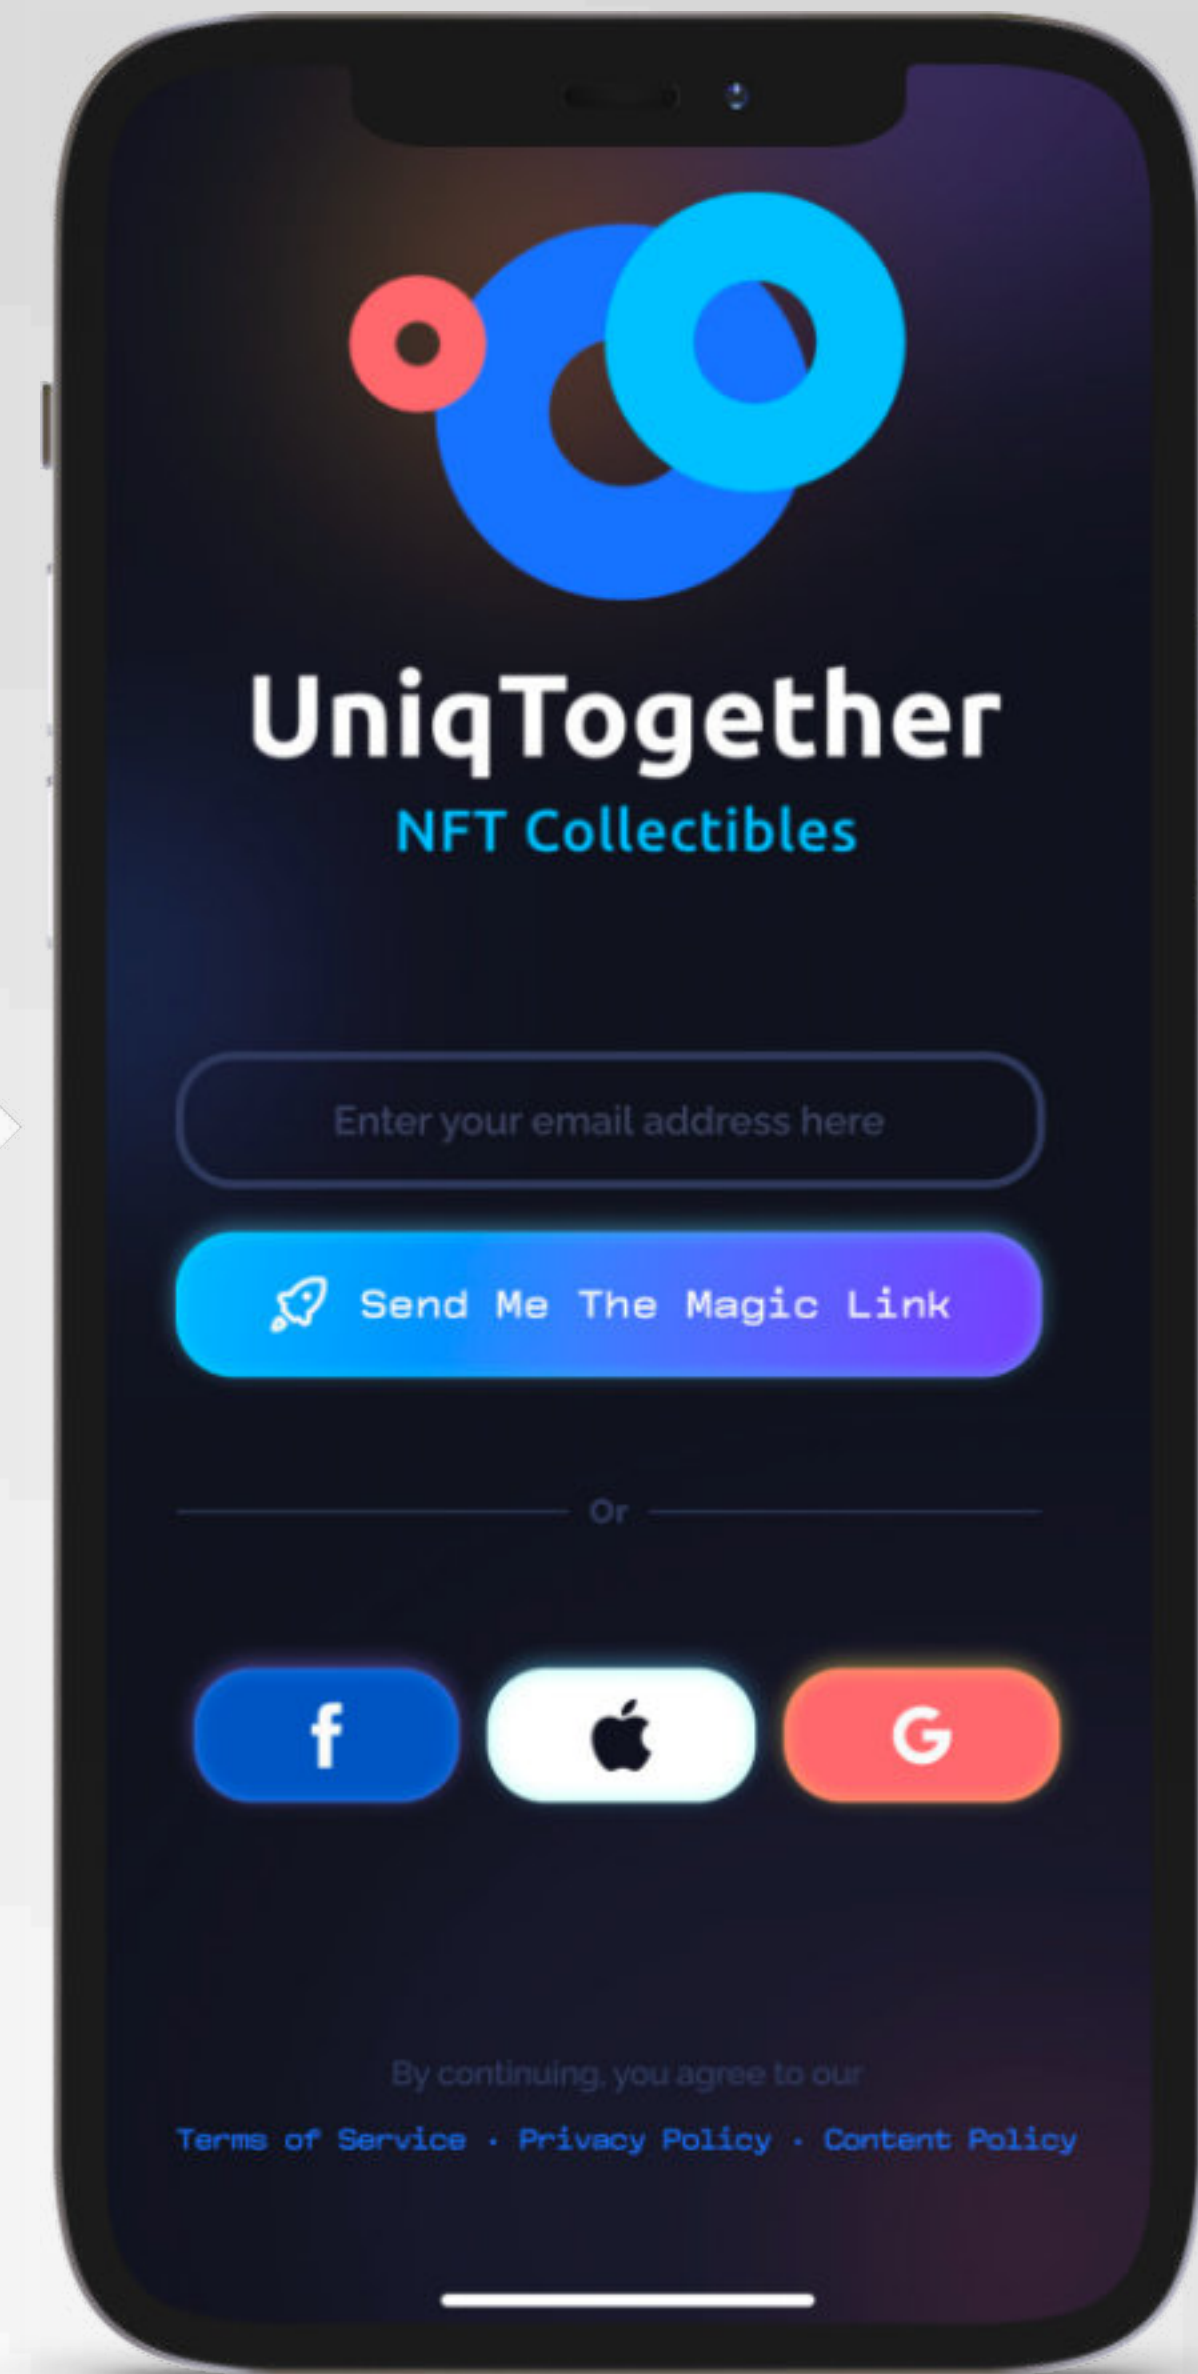 UniqTogether
NFT Collectibles
Enter your email address here
Send Me The Magic Link
Or
f
G
By continuing, you agree to our
Terms of Service · Privacy Policy · Content Policy